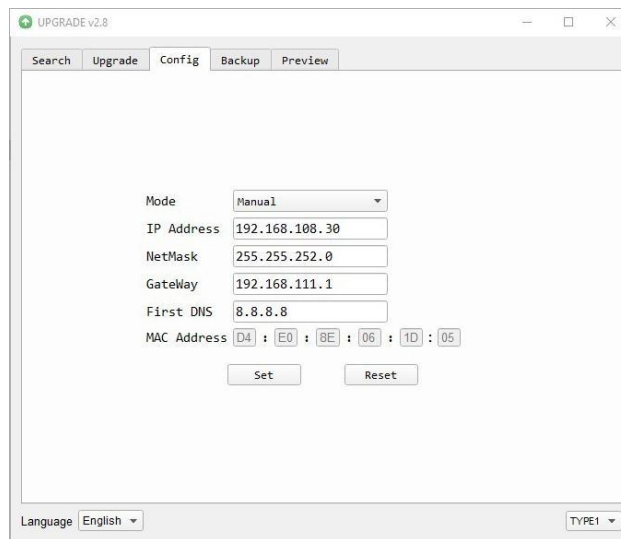 UPGRADE v2.8
Search Upgrade Config Backup Preview
Mode Manual
IP Address 192.168.108.30
NetMask 255.255.252.0
GateWay 192.168.111.1
First DNS 8.8.8.8
MAC Address D4 : E0 : 8E : 06 : 1D : 05
Set Reset
Language English TYPE1